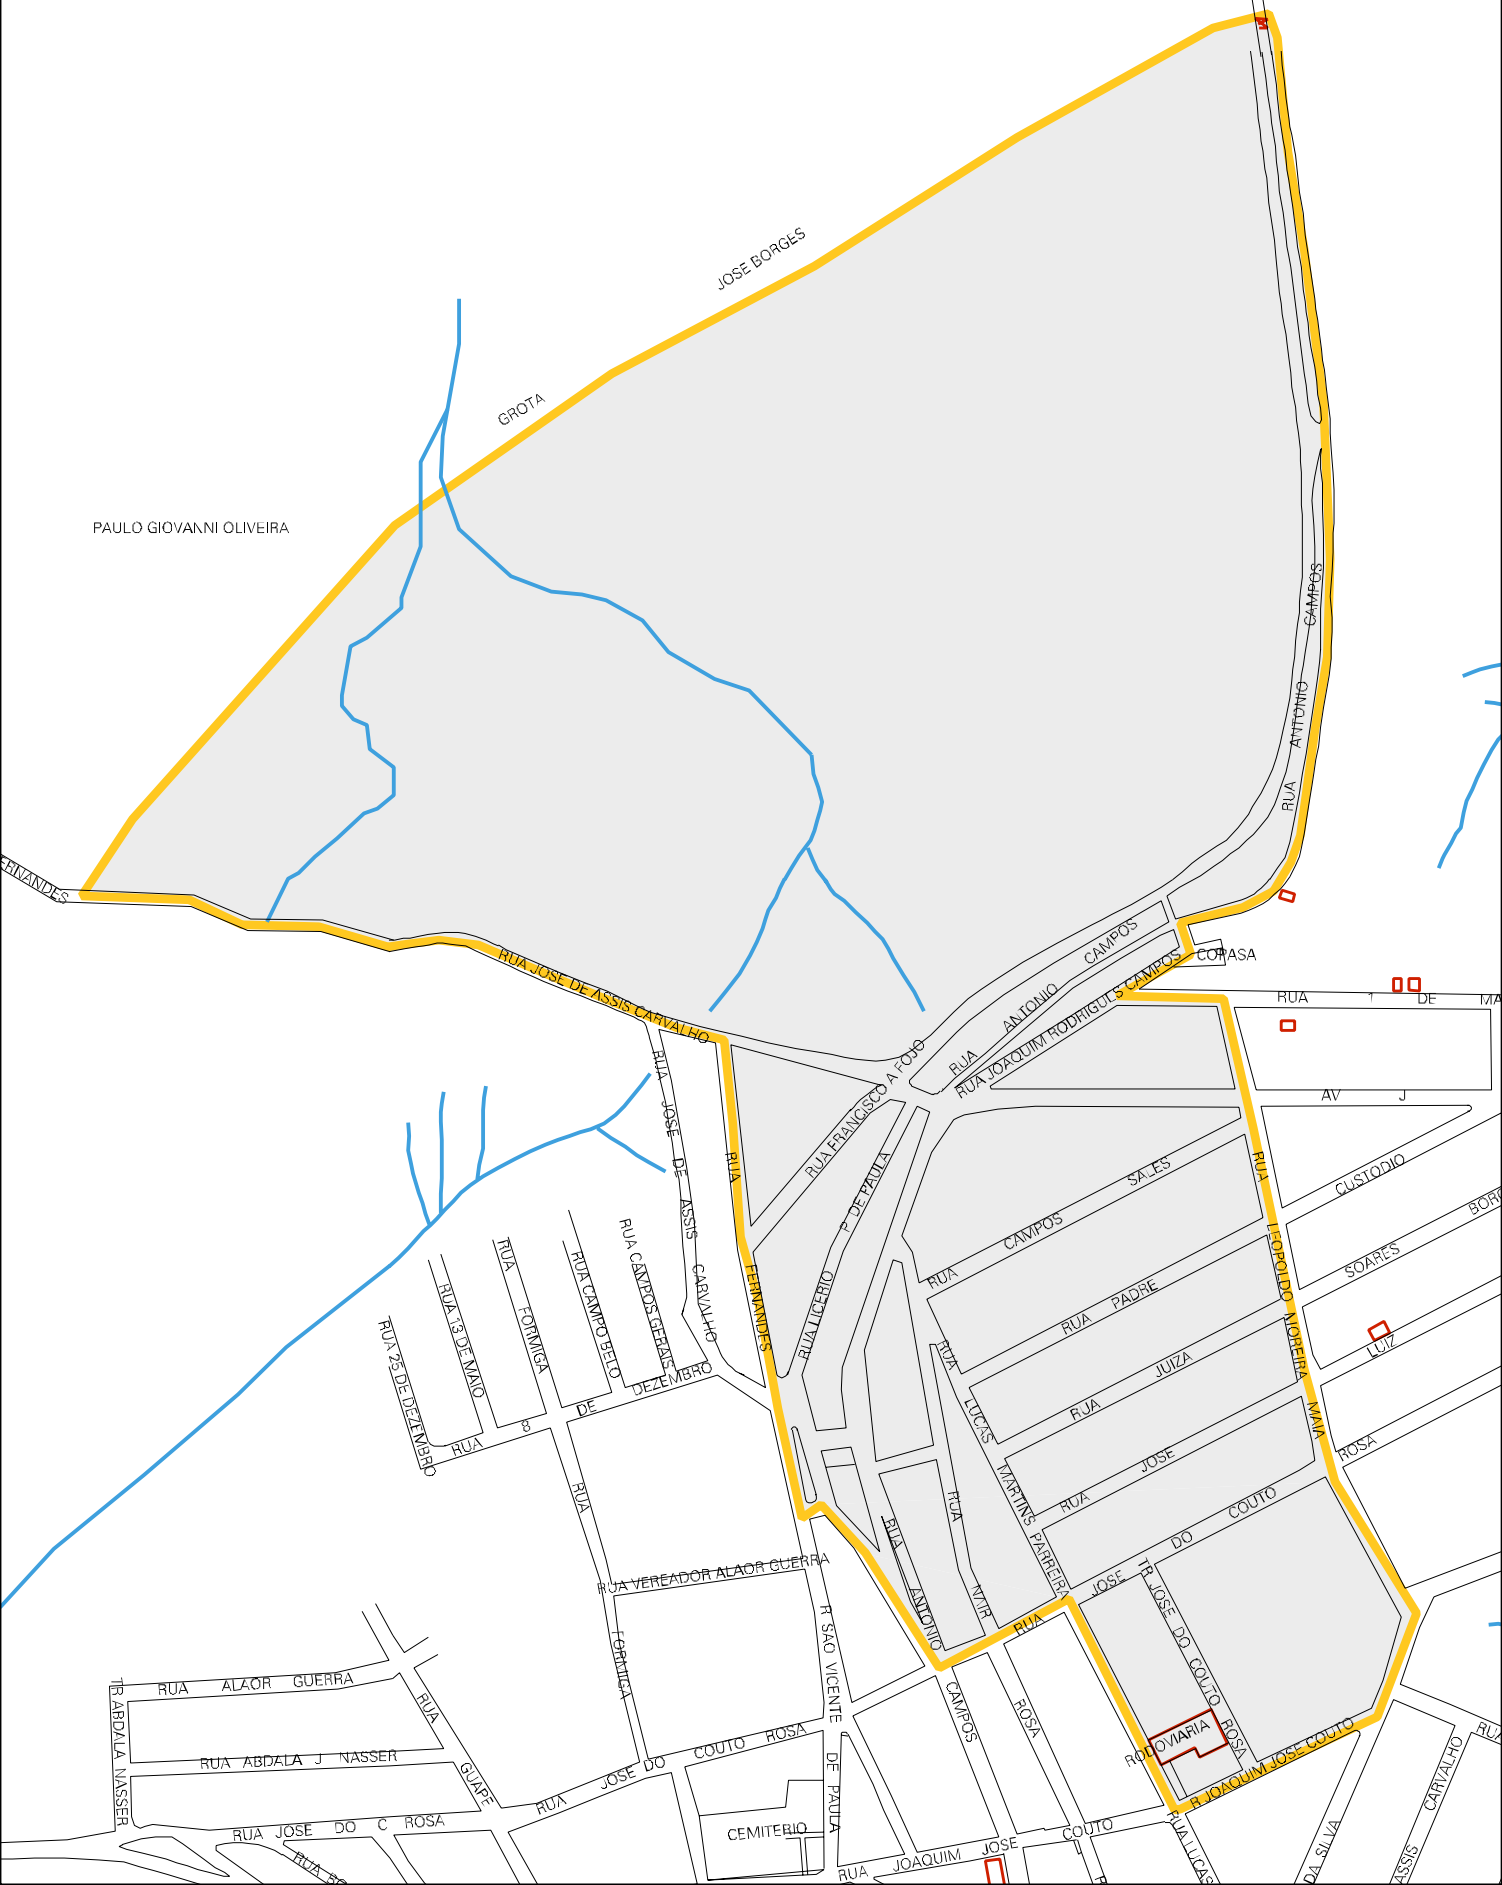 JOSE BORGES
GROTA
PAULO GIOVANNI OLIVEIRA
RUA ANTONIO CAMPOS
ERNANDES
RUA JOSE DE ASSIS CARVALHO
RUA ANTONIO CAMPOS
RUA JOAQUIM RODRIGUES CAMPOS
COPASA
RUA 1 DE MA
AV J
RUA FRANCISCO A FOJO
RUA LICERIO P. DE PAULA
RUA JOSE DE ASSIS CARVALHO
RUA FERNANDES
RUA CAMPOS SALES
RUA LEOPOLDO MOREIRA MAIA
CUSTODIO
SOARES BORG
LUIZ
ROSA
RUA PADRE
RUA JUIZA
RUA JOSE
RUA JOSE DO COUTO
RUA LUCAS MARTINS PARREIRA
RUA CAMPOS GERAIS
RUA CAMPO BELO
RUA FORMIGA
RUA 13 DE MAIO
RUA 25 DE DEZEMBRO
RUA 8 DE DEZEMBRO
RUA FORMIGA
RUA VEREADOR ALAOR GUERRA
RUA ANTONIO CAMPOS
RUA NAIR ROSA
TR JOSE DO COUTO ROSA
RODOVIARIA
R JOAQUIM JOSE COUTO
R SAO VICENTE DE PAULA
TR ABDALA NASSER
RUA ALAOR GUERRA
RUA ABDALA J NASSER
RUA GUAPE
RUA JOSE DO C ROSA
RUA JOSE DO COUTO ROSA
CEMITERIO
RUA JOAQUIM JOSE COUTO
RUA LUCAS
DA SILVA
ASSIS CARVALHO
RUA
RUA BO
R